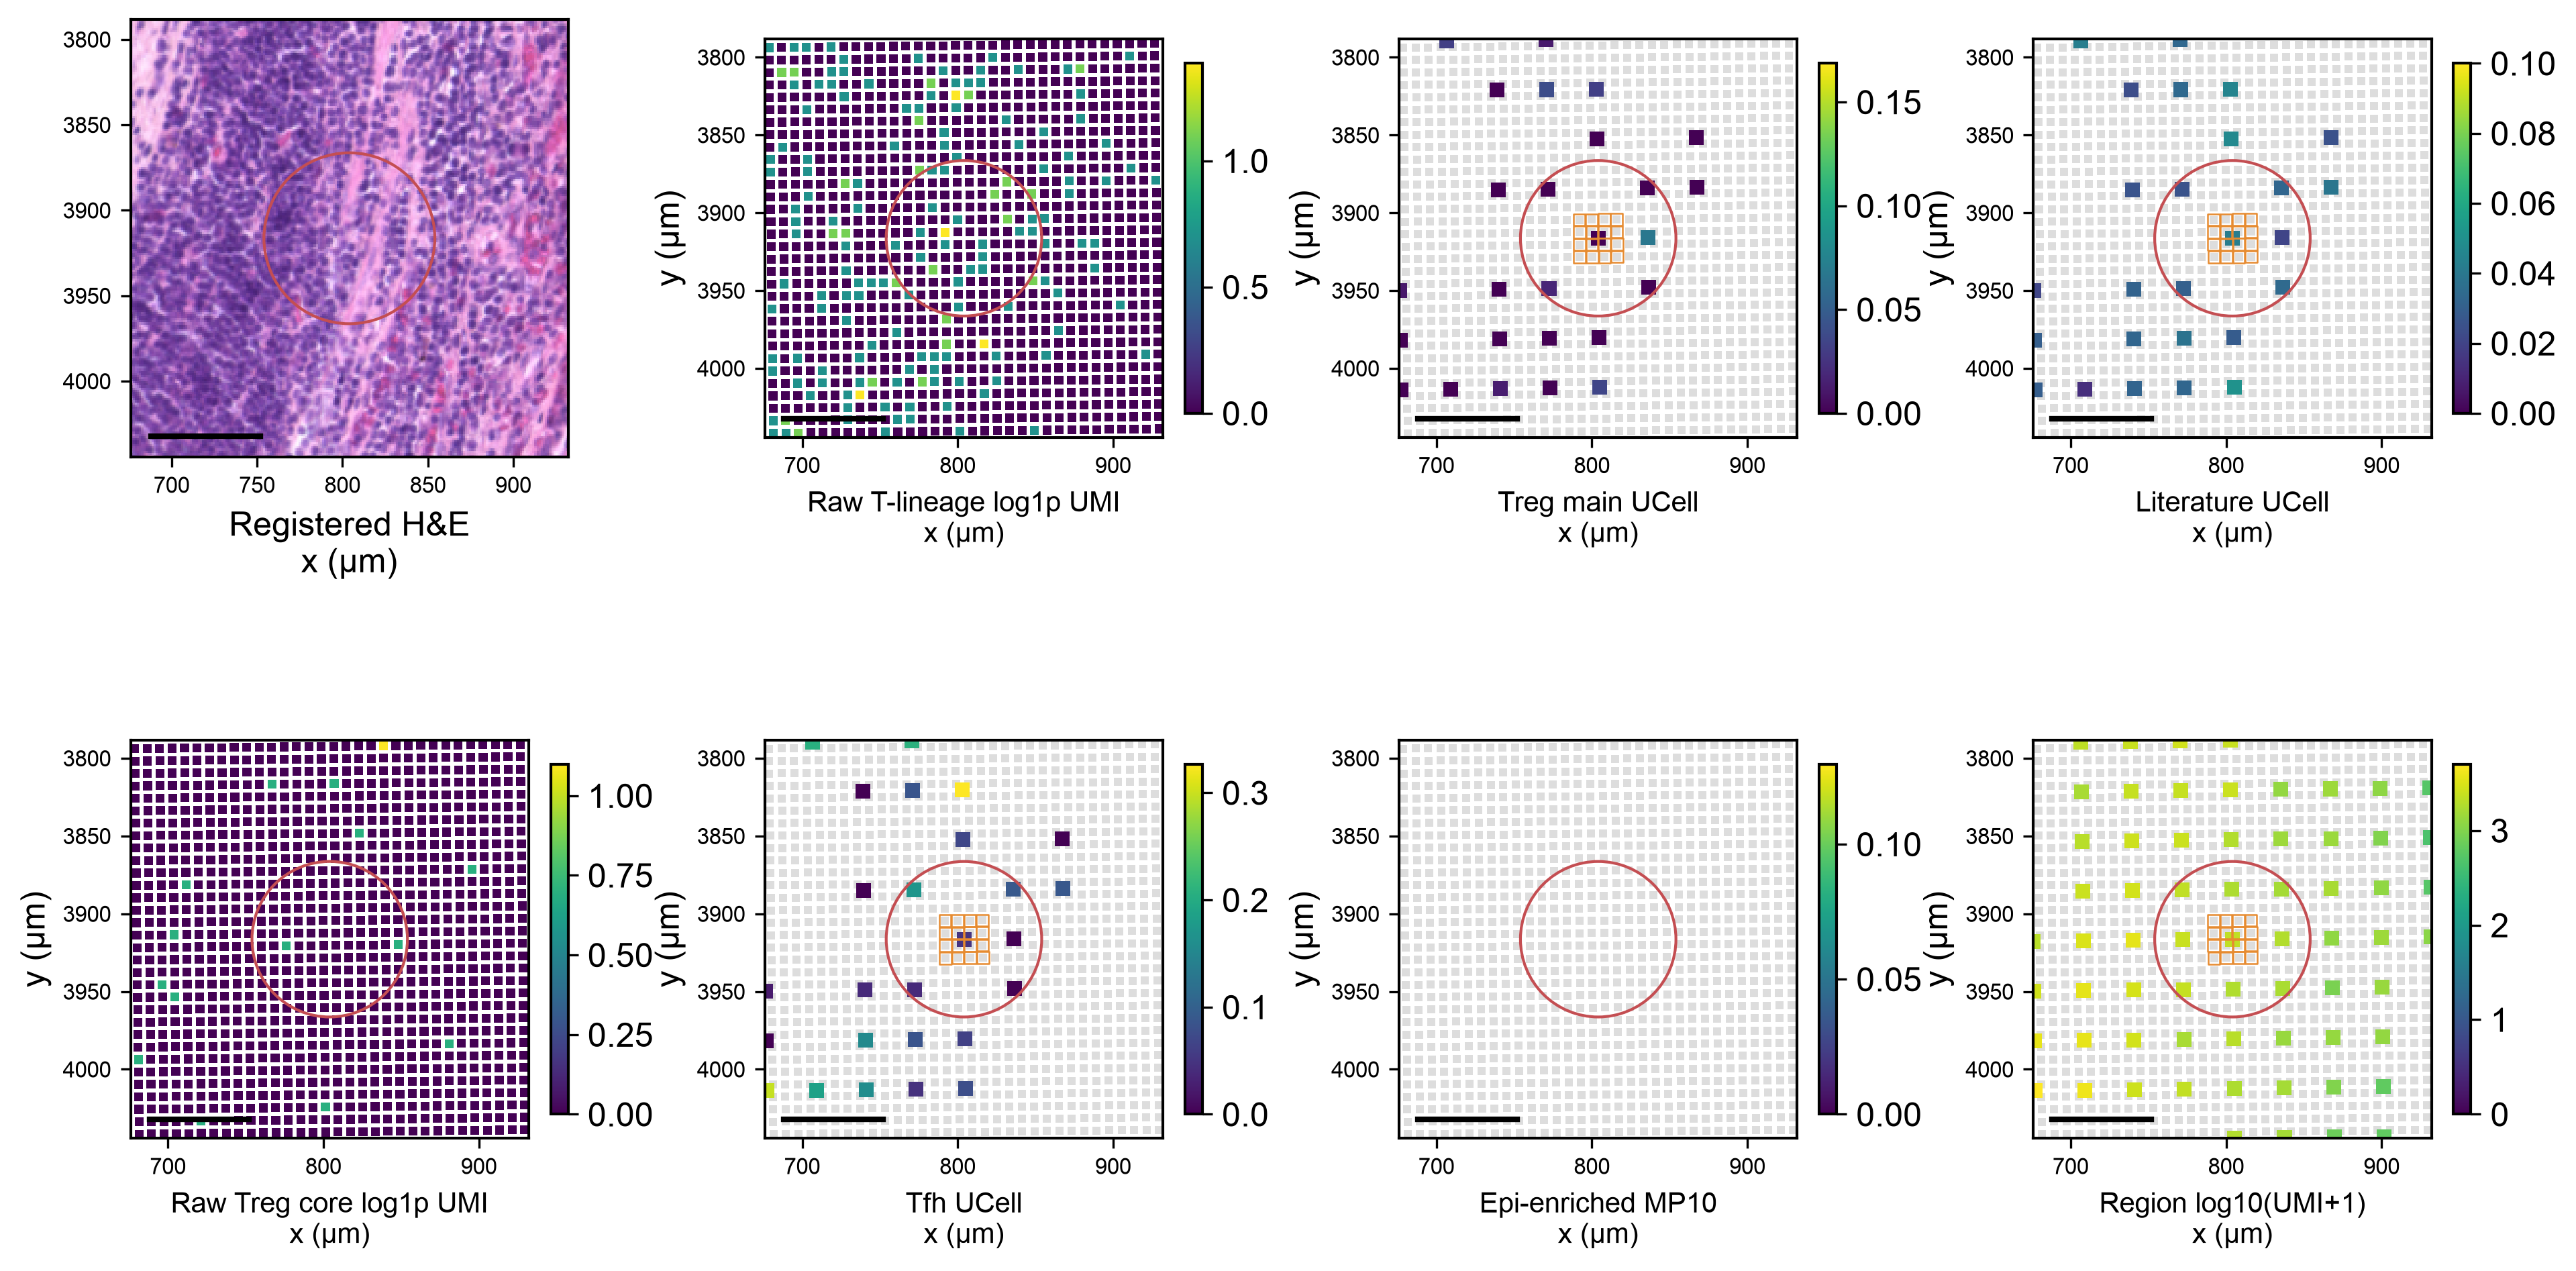 3800
3850
3900
3950
4000
700 750 800 850 900
Registered H&E
x (µm)
y (µm)
3800
3850
3900
3950
4000
700 800 900
Raw T-lineage log1p UMI
x (µm)
1.0
0.5
0.0
y (µm)
3800
3850
3900
3950
4000
700 800 900
Treg main UCell
x (µm)
0.15
0.10
0.05
0.00
y (µm)
3800
3850
3900
3950
4000
700 800 900
Literature UCell
x (µm)
0.10
0.08
0.06
0.04
0.02
0.00
y (µm)
3800
3850
3900
3950
4000
700 800 900
Raw Treg core log1p UMI
x (µm)
1.00
0.75
0.50
0.25
0.00
y (µm)
3800
3850
3900
3950
4000
700 800 900
Tfh UCell
x (µm)
0.3
0.2
0.1
0.0
y (µm)
3800
3850
3900
3950
4000
700 800 900
Epi-enriched MP10
x (µm)
0.10
0.05
0.00
y (µm)
3800
3850
3900
3950
4000
700 800 900
Region log10(UMI+1)
x (µm)
3
2
1
0